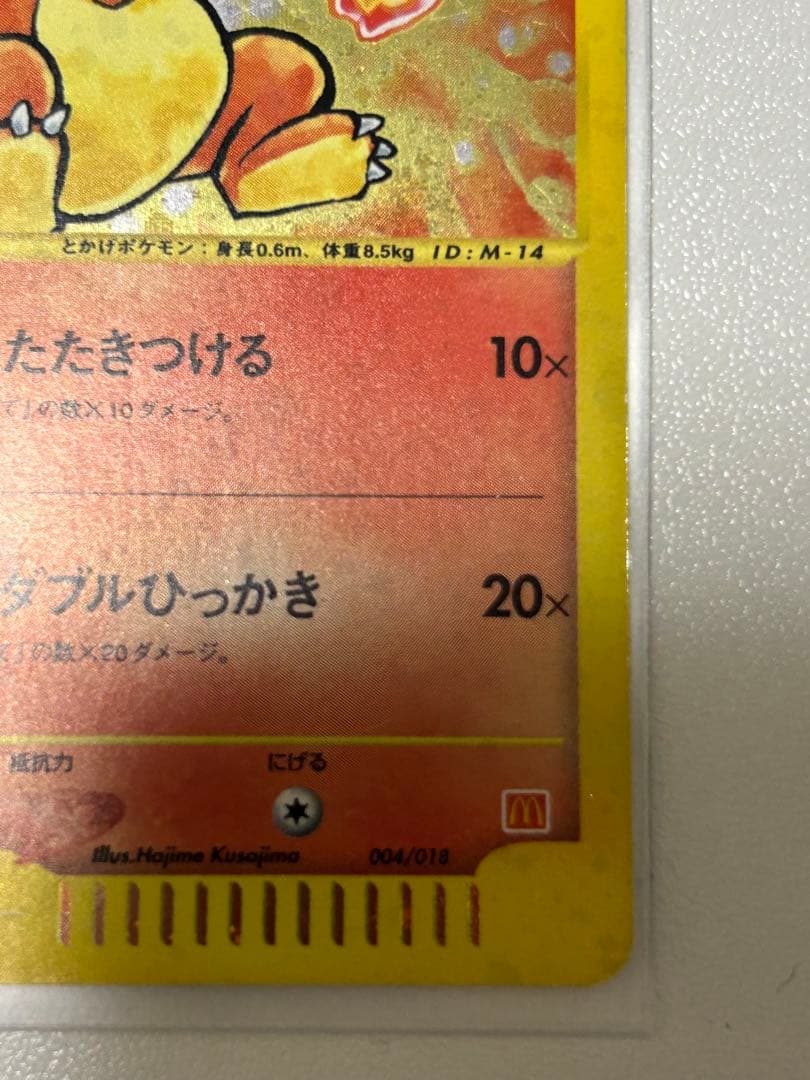 とかげポケモン：身長0.6m、体重8.5kg ID:M-14
たたきつける 10×
の数×10ダメージ。
ダブルひっかき 20×
」の数×20ダメージ。
抵抗力 にげる
Illus. Hajime Kusajima 004/018